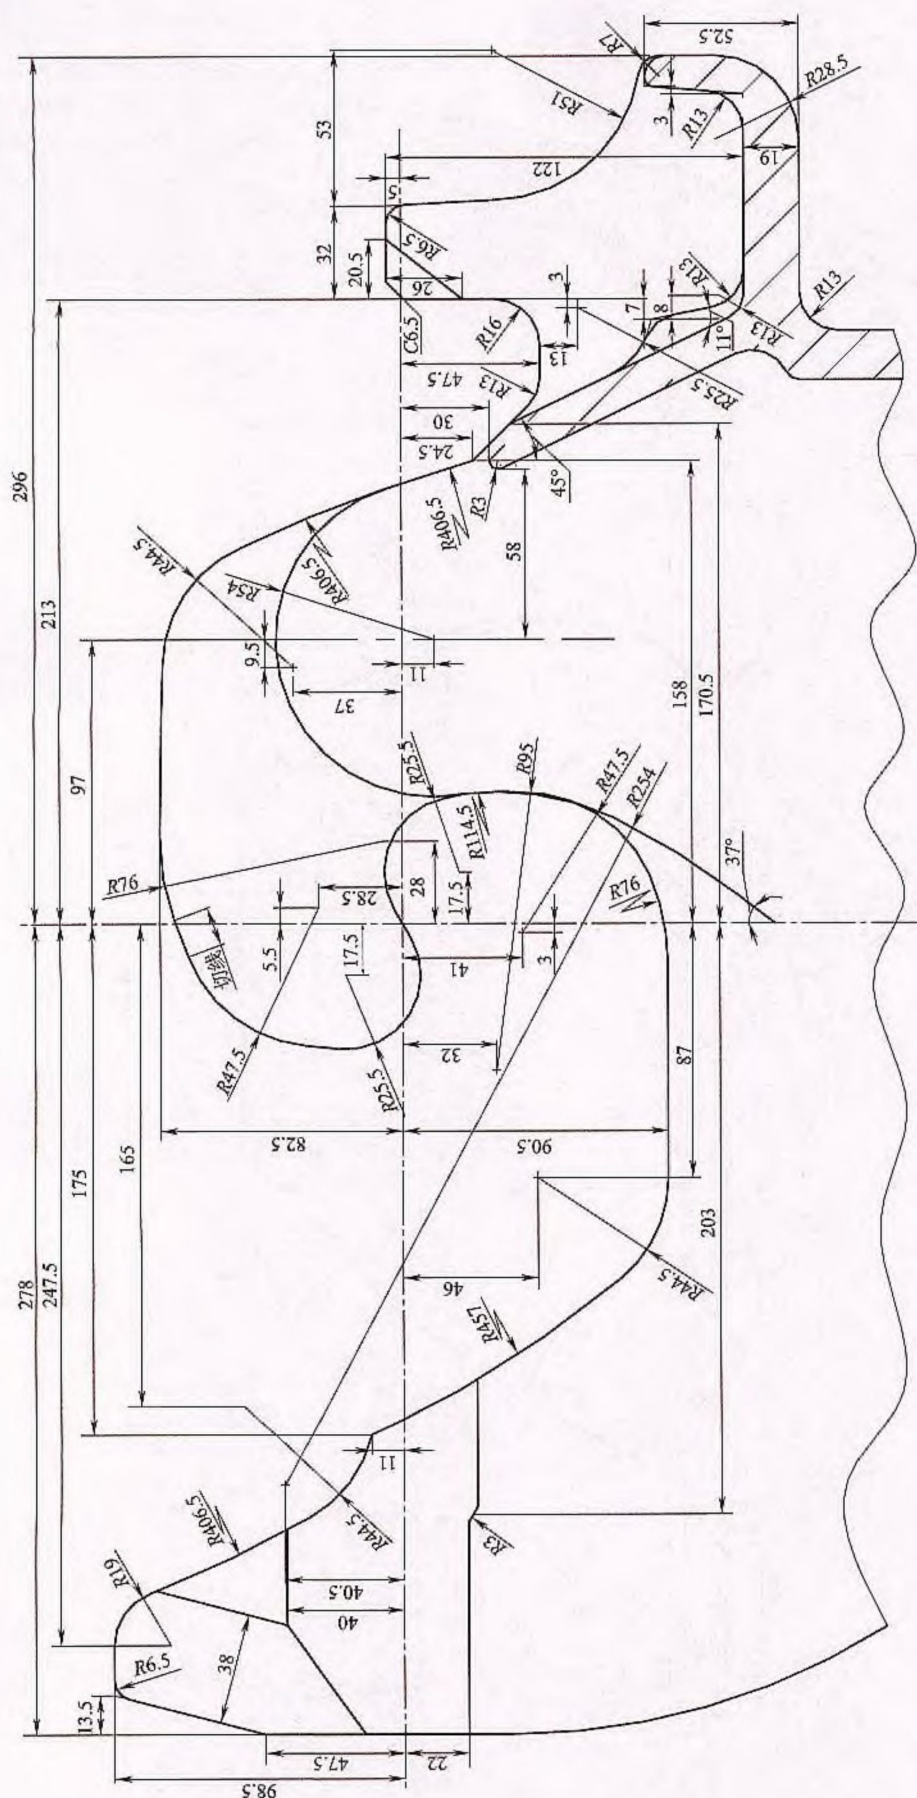 296
213
97
53
32
20.5
5
26
R6.5
C6.5
R51
R7
52.5
3
R13
R28.5
19
122
3
7
8
R13
R13
R13
11°
R25.5
13
R16
47.5
R13
30
24.5
45°
R3
R406.5
58
R406.5
R44.5
R54
9.5
37
11
158
170.5
R25.5
R95
R47.5
R254
R114.5
R76
28
17.5
28.5
R76
37°
切线
5.5
17.5
41
3
R47.5
R25.5
32
87
82.5
90.5
278
247.5
175
165
203
46
R44.5
R457
11
R44.5
R3
R406.5
R19
40.5
40
R6.5
38
13.5
47.5
22
98.5